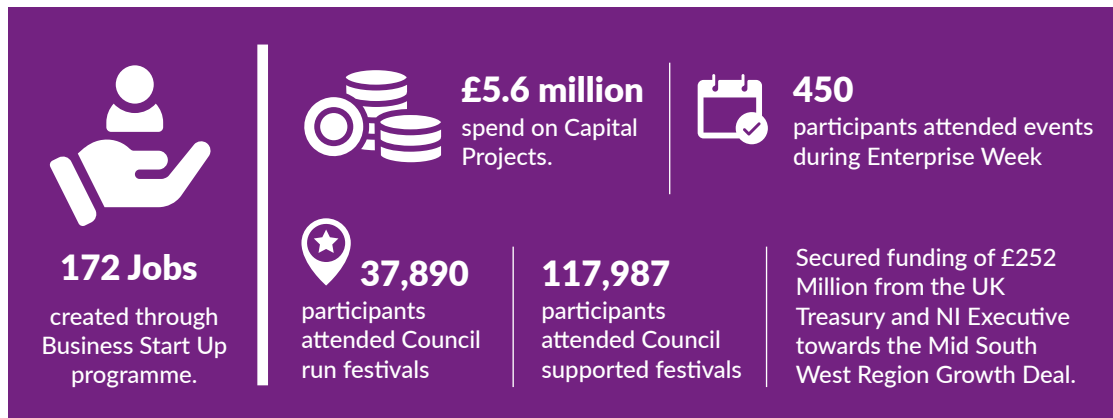 172 Jobs
created through
Business Start Up
programme.
£5.6 million
spend on Capital
Projects.
450
participants attended events
during Enterprise Week
37,890
participants
attended Council
run festivals
117,987
participants
attended Council
supported festivals
Secured funding of £252
Million from the UK
Treasury and NI Executive
towards the Mid South
West Region Growth Deal.